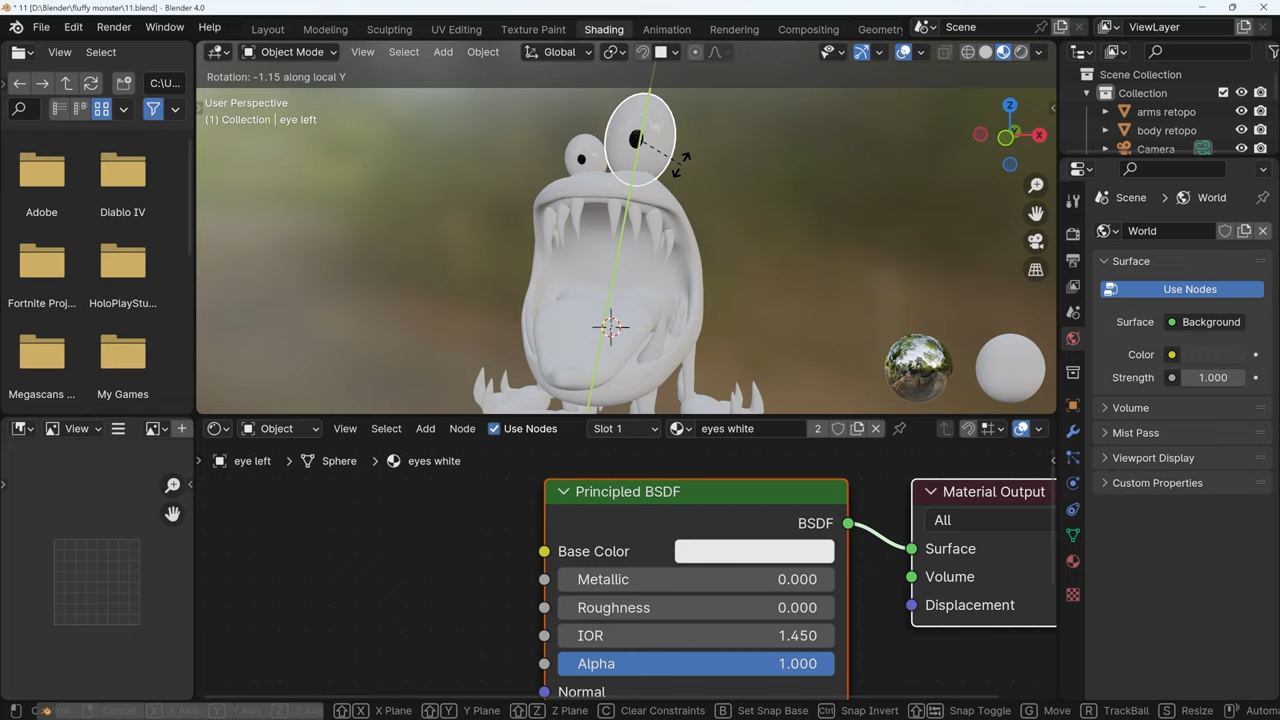 * 11 [D:\Blender\fluffy monster\11.blend] - Blender 4.0
File Edit Render Window Help
Layout Modeling Sculpting UV Editing Texture Paint Shading Animation Rendering Compositing Geometry
Scene
ViewLayer
View Select
Object Mode View Select Add Object Global
C:\U...
Rotation: -1.15 along local Y
User Perspective
(1) Collection | eye left
Z
X
Y
Adobe
Diablo IV
Fortnite Proj...
HoloPlayStu...
Megascans ...
My Games
Scene Collection
Collection
arms retopo
body retopo
Camera
Scene > World
World
Surface
Use Nodes
Surface Background
Color
Strength 1.000
Volume
Mist Pass
Viewport Display
Custom Properties
View
Object View Select Add Node Use Nodes Slot 1 eyes white 2
eye left > Sphere > eyes white
Principled BSDF
BSDF
Base Color
Metallic 0.000
Roughness 0.000
IOR 1.450
Alpha 1.000
Normal
Material Output
All
Surface
Volume
Displacement
X X Plane Y Y Plane Z Z Plane C Clear Constraints B Set Snap Base Ctrl Snap Invert Snap Toggle G Move R TrackBall S Resize